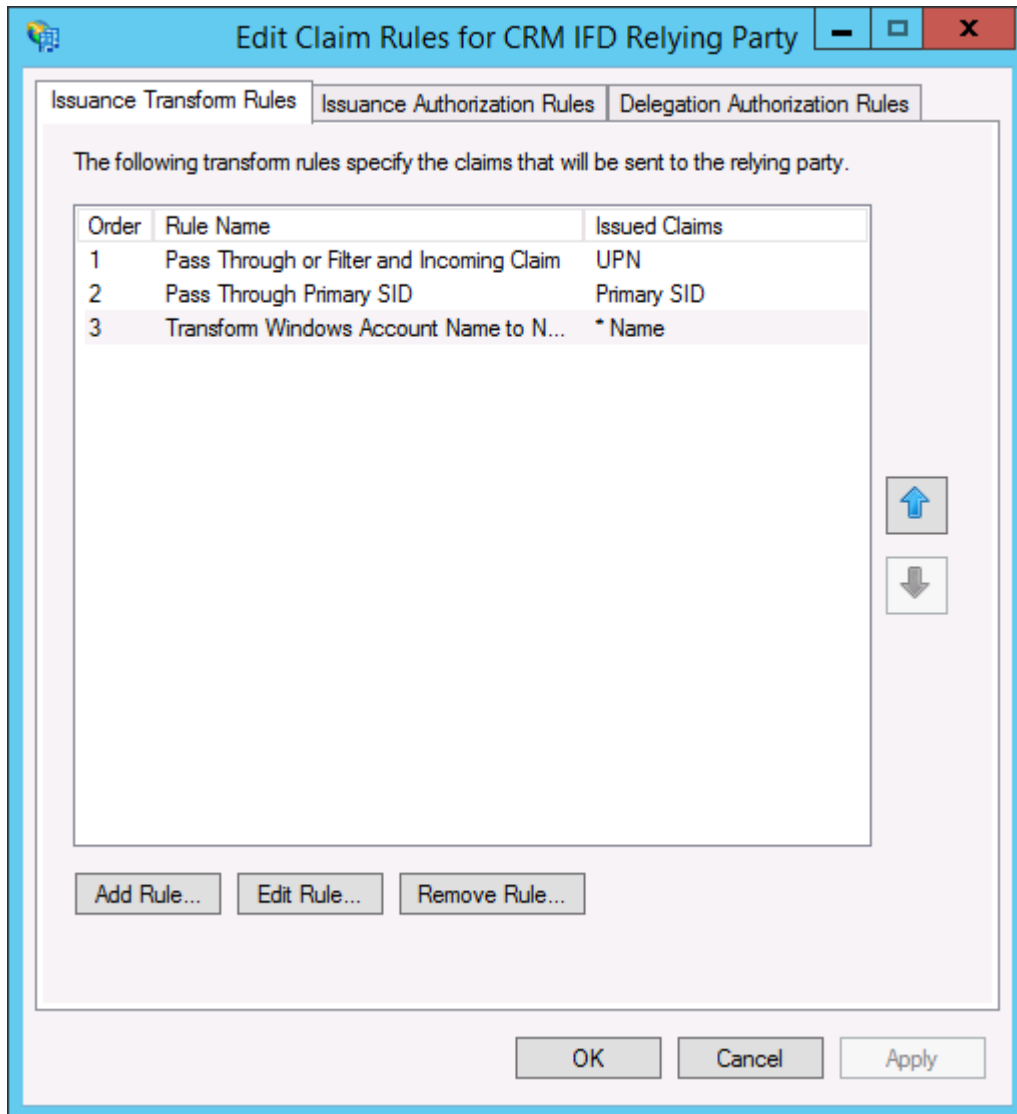 Edit Claim Rules for CRM IFD Relying Party
Issuance Transform Rules Issuance Authorization Rules Delegation Authorization Rules
The following transform rules specify the claims that will be sent to the relying party.
Order Rule Name Issued Claims
1 Pass Through or Filter and Incoming Claim UPN
2 Pass Through Primary SID Primary SID
3 Transform Windows Account Name to N... * Name
Add Rule... Edit Rule... Remove Rule...
OK Cancel Apply